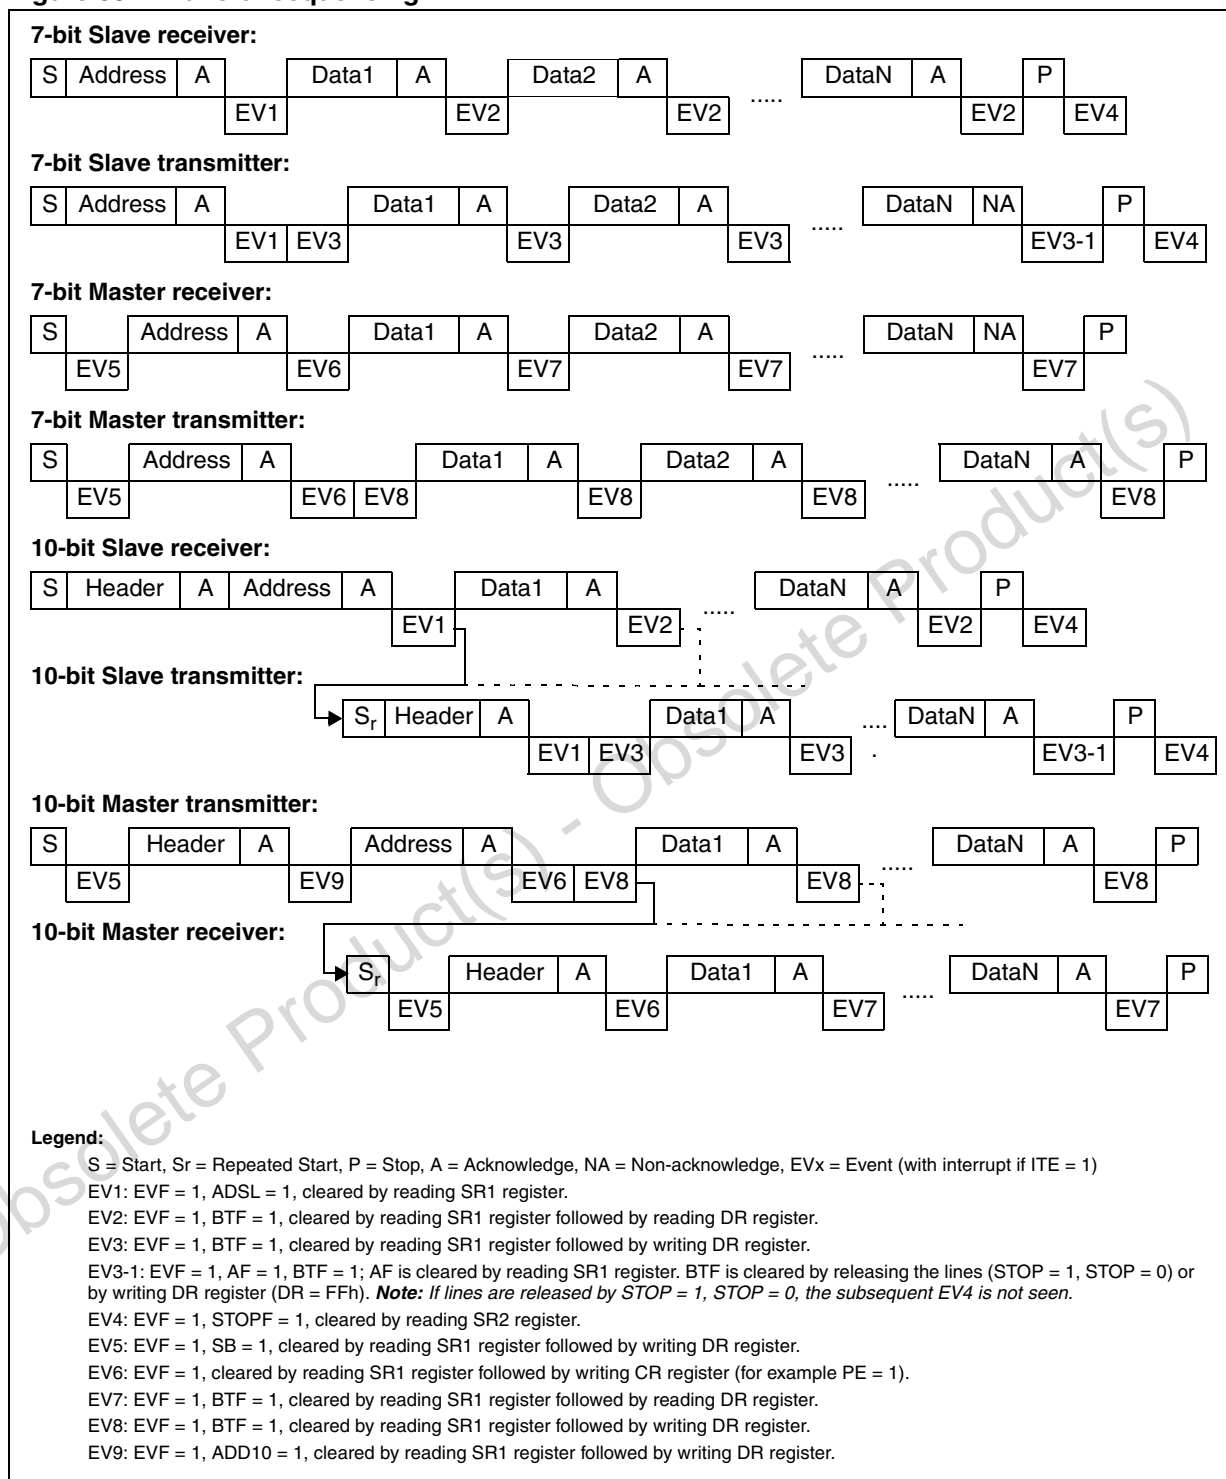 7-bit Slave receiver:
S Address A Data1 A Data2 A ..... DataN A P
EV1 EV2 EV2 EV2 EV4
7-bit Slave transmitter:
S Address A Data1 A Data2 A ..... DataN NA P
EV1 EV3 EV3 EV3 EV3-1 EV4
7-bit Master receiver:
S Address A Data1 A Data2 A ..... DataN NA P
EV5 EV6 EV7 EV7 EV7
7-bit Master transmitter:
S Address A Data1 A Data2 A ..... DataN A P
EV5 EV6 EV8 EV8 EV8 EV8
10-bit Slave receiver:
S Header A Address A Data1 A ..... DataN A P
EV1 EV2 EV2 EV4
10-bit Slave transmitter:
Sr Header A Data1 A .... DataN A P
EV1 EV3 EV3 . EV3-1 EV4
10-bit Master transmitter:
S Header A Address A Data1 A ..... DataN A P
EV5 EV9 EV6 EV8 EV8 EV8
10-bit Master receiver:
Sr Header A Data1 A ..... DataN A P
EV5 EV6 EV7 EV7
Legend:
S = Start, Sr = Repeated Start, P = Stop, A = Acknowledge, NA = Non-acknowledge, EVx = Event (with interrupt if ITE = 1)
EV1: EVF = 1, ADSL = 1, cleared by reading SR1 register.
EV2: EVF = 1, BTF = 1, cleared by reading SR1 register followed by reading DR register.
EV3: EVF = 1, BTF = 1, cleared by reading SR1 register followed by writing DR register.
EV3-1: EVF = 1, AF = 1, BTF = 1; AF is cleared by reading SR1 register. BTF is cleared by releasing the lines (STOP = 1, STOP = 0) or
by writing DR register (DR = FFh). Note: If lines are released by STOP = 1, STOP = 0, the subsequent EV4 is not seen.
EV4: EVF = 1, STOPF = 1, cleared by reading SR2 register.
EV5: EVF = 1, SB = 1, cleared by reading SR1 register followed by writing DR register.
EV6: EVF = 1, cleared by reading SR1 register followed by writing CR register (for example PE = 1).
EV7: EVF = 1, BTF = 1, cleared by reading SR1 register followed by reading DR register.
EV8: EVF = 1, BTF = 1, cleared by reading SR1 register followed by writing DR register.
EV9: EVF = 1, ADD10 = 1, cleared by reading SR1 register followed by writing DR register.
Obsolete Product(s) - Obsolete Product(s)